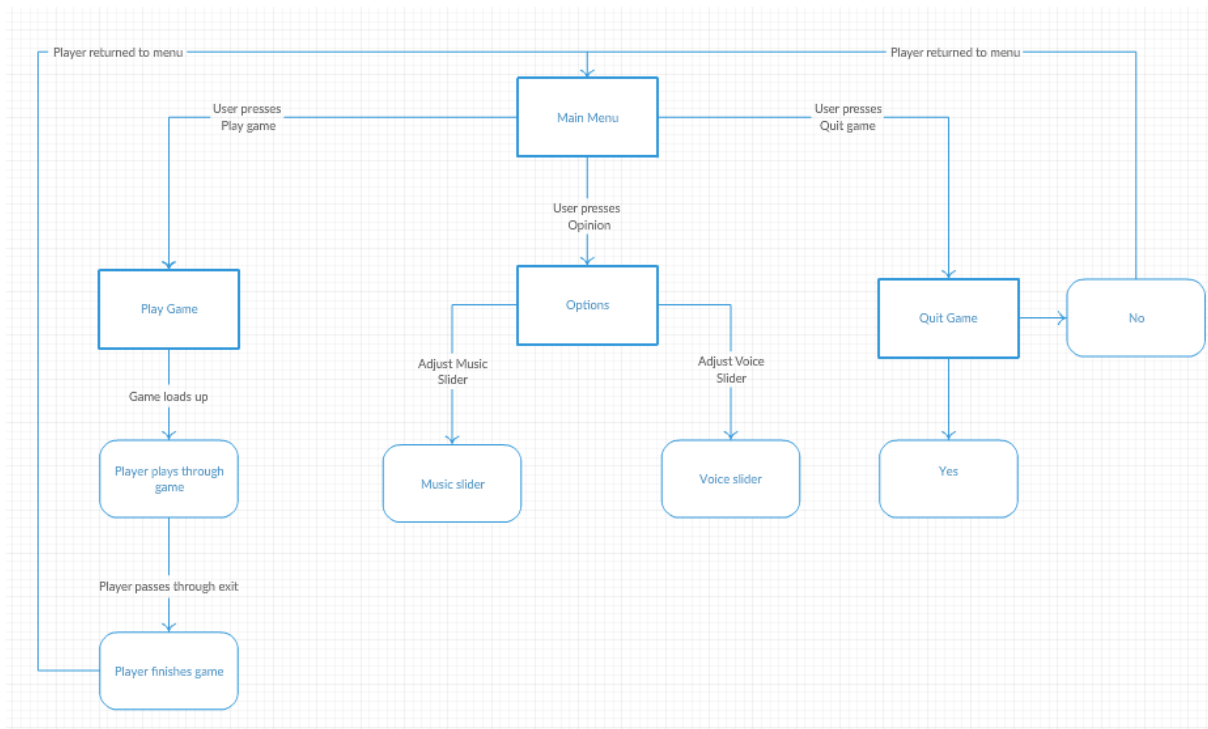 Player returned to menu
Player returned to menu
User presses
Play game
Main Menu
User presses
Quit game
User presses
Opinion
Play Game
Options
Quit Game
No
Adjust Music
Slider
Adjust Voice
Slider
Game loads up
Player plays through
game
Music slider
Voice slider
Yes
Player passes through exit
Player finishes game